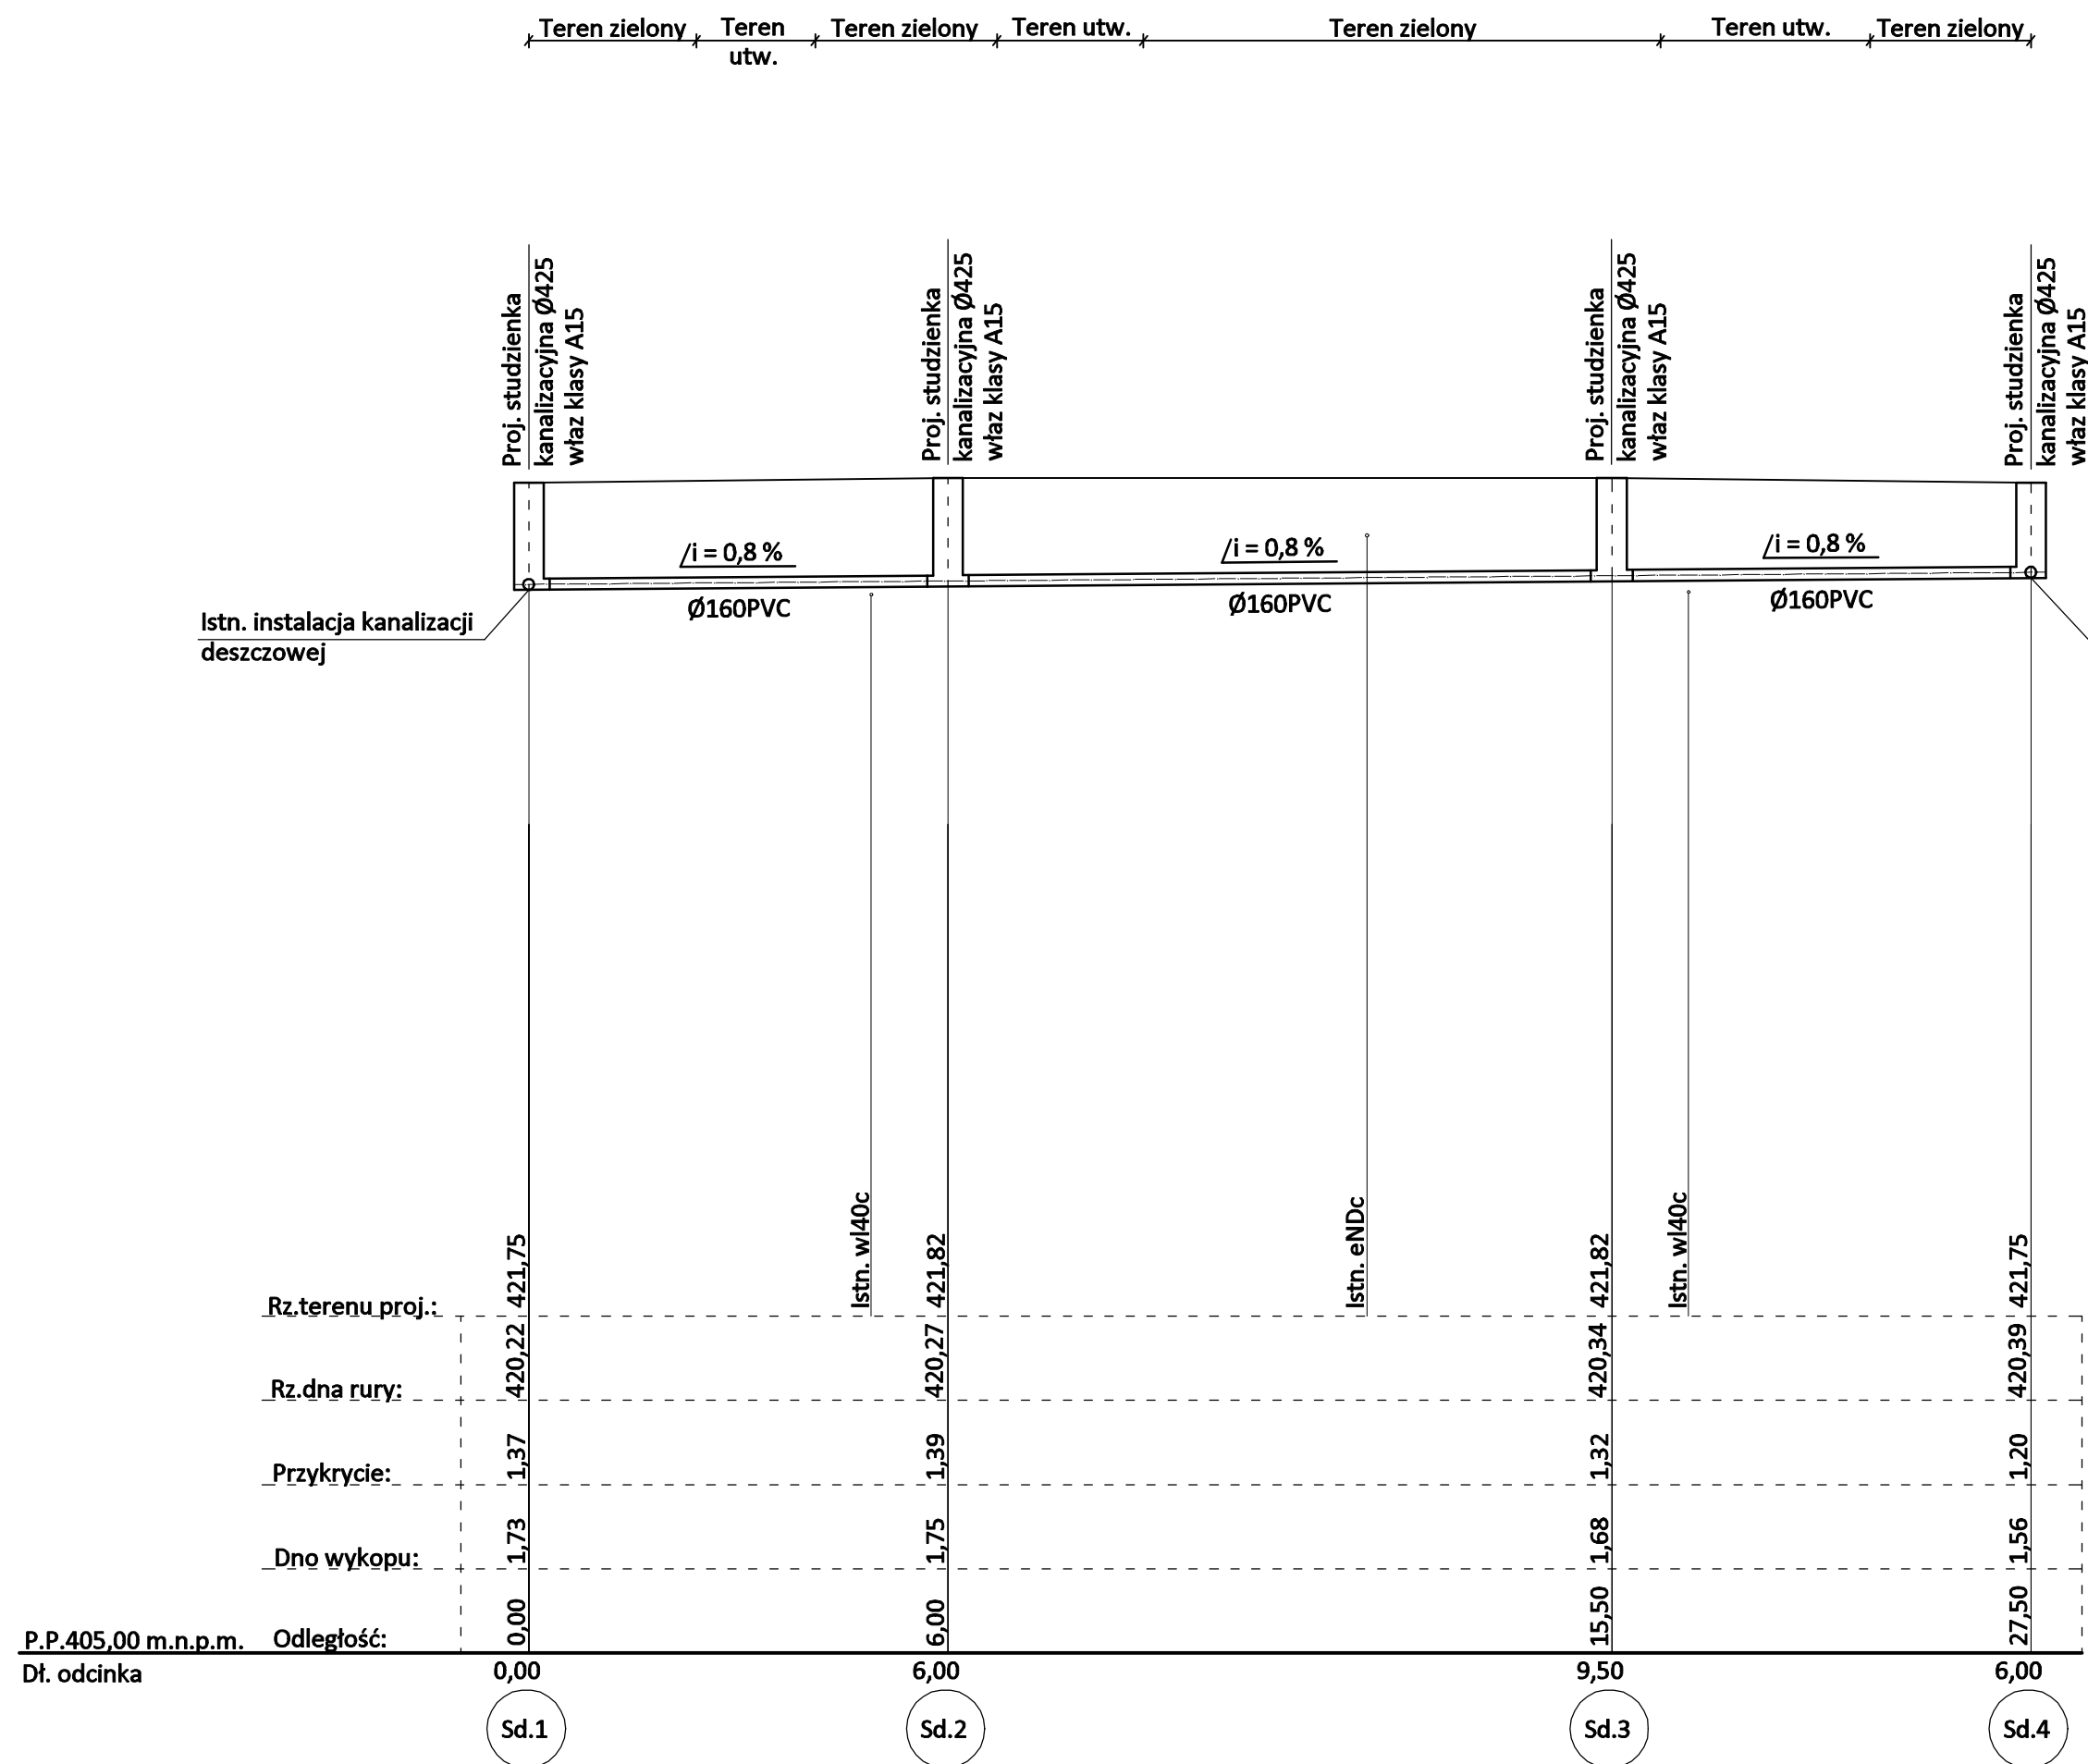 Teren zielony
Teren
utw.
Teren zielony
Teren utw.
Teren zielony
Teren utw.
Teren zielony
Proj. studzienka
kanalizacyjna Ø425
właz klasy A15
Proj. studzienka
kanalizacyjna Ø425
właz klasy A15
Proj. studzienka
kanalizacyjna Ø425
właz klasy A15
Proj. studzienka
kanalizacyjna Ø425
właz klasy A15
/i = 0,8 %
/i = 0,8 %
/i = 0,8 %
Ø160PVC
Ø160PVC
Ø160PVC
Istn. instalacja kanalizacji
deszczowej
Istn. wl40c
Istn. eNDc
Istn. wl40c
Rz.terenu proj.: 421,75 421,82 421,82 421,75
Rz.dna rury: 420,22 420,27 420,34 420,39
Przykrycie: 1,37 1,39 1,32 1,20
Dno wykopu: 1,73 1,75 1,68 1,56
P.P.405,00 m.n.p.m. Odległość: 0,00 6,00 15,50 27,50
Dł. odcinka 0,00 6,00 9,50 6,00
Sd.1 Sd.2 Sd.3 Sd.4